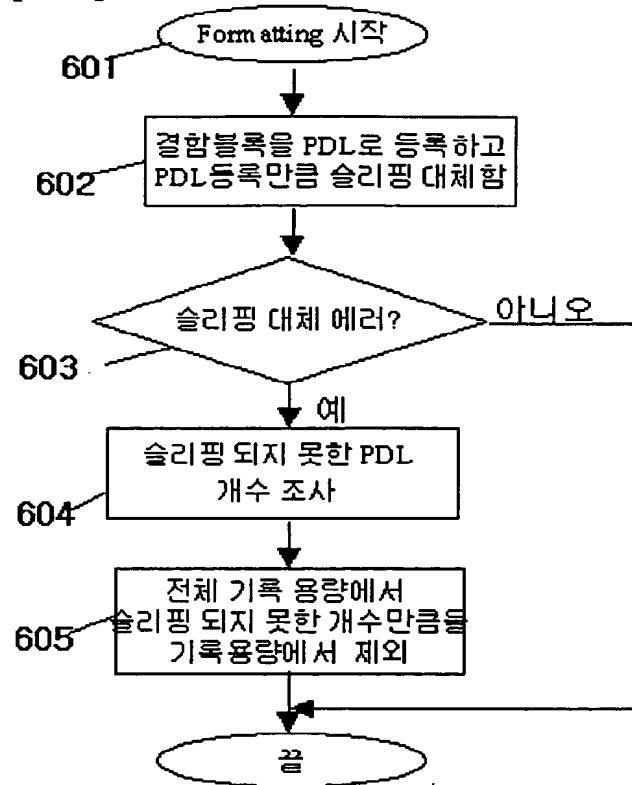 Formatting 시작
601
결함블록을 PDL로 등록하고
PDL등록만큼 슬리핑 대체함
602
슬리핑 대체 에러?
아니오
603
예
슬리핑 되지 못한 PDL
개수 조사
604
전체 기록 용량에서
슬리핑 되지 못한 개수만큼을
기록용량에서 제외
605
끝